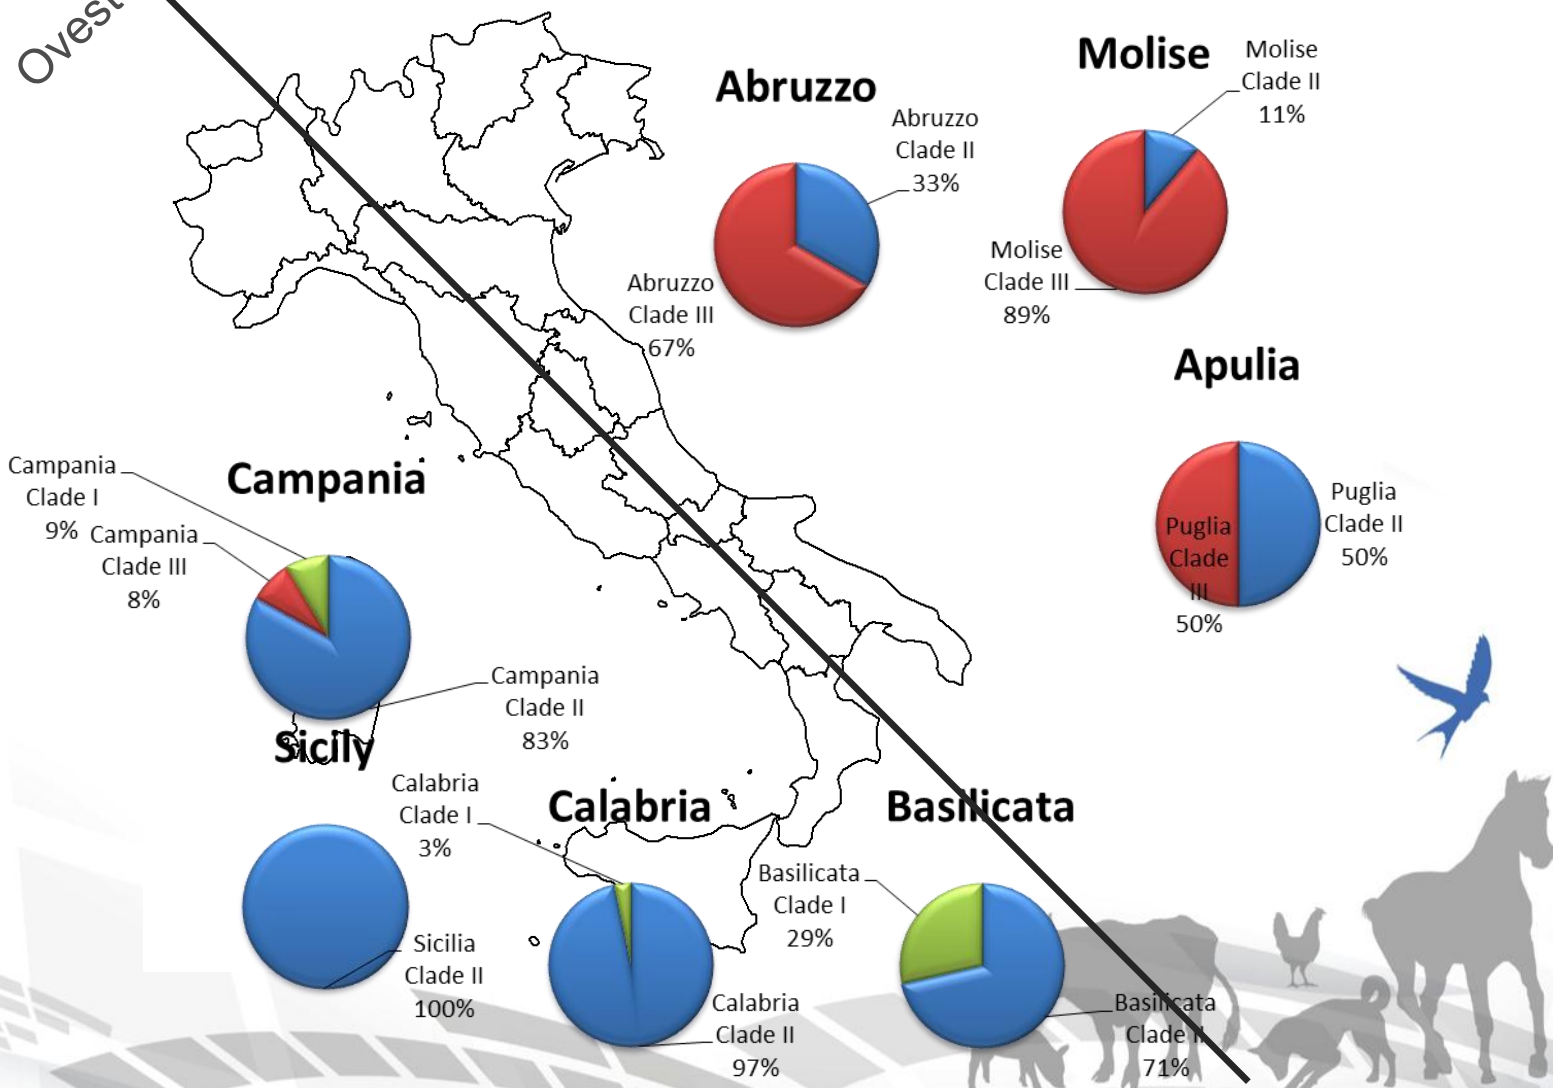 Ovest
Abruzzo
Abruzzo
Clade II
33%
Abruzzo
Clade III
67%
Molise
Molise
Clade II
11%
Molise
Clade III
89%
Apulia
Puglia
Clade II
50%
Puglia
Clade
III
50%
Campania
Campania
Clade I
9%
Campania
Clade III
8%
Campania
Clade II
83%
Sicily
Sicilia
Clade II
100%
Calabria
Calabria
Clade I
3%
Calabria
Clade II
97%
Basilicata
Basilicata
Clade I
29%
Basilicata
Clade II
71%